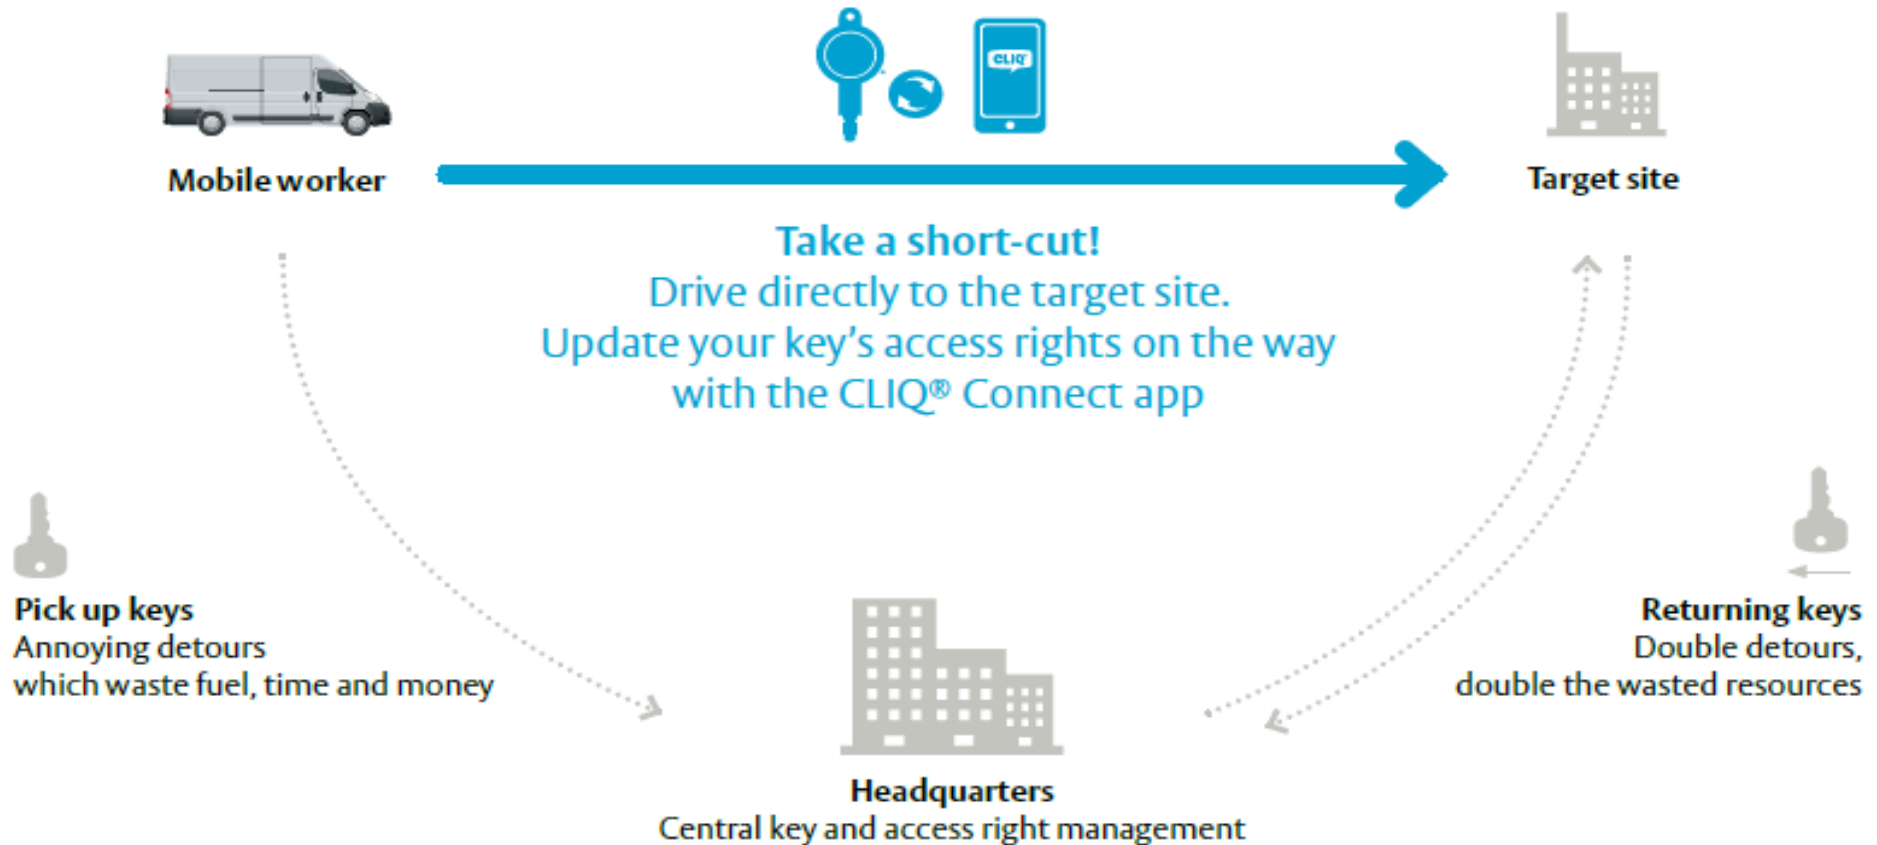 CLIQ
Mobile worker
Target site
Take a short-cut!
Drive directly to the target site.
Update your key's access rights on the way
with the CLIQ® Connect app
Pick up keys
Annoying detours
which waste fuel, time and money
Returning keys
Double detours,
double the wasted resources
Headquarters
Central key and access right management